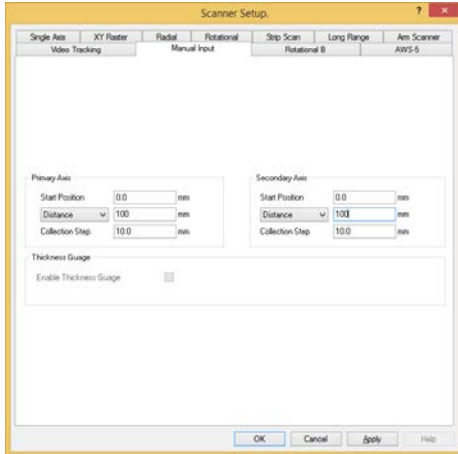 Scanner Setup.
? ×
Single Axis XY Raster Radial Rotational Strip Scan Long Range Arm Scanner
Video Tracking Manual Input Rotational B AWS-5
Primary Axis
Start Position 0.0 mm
Distance 100 mm
Collection Step 10.0 mm
Secondary Axis
Start Position 0.0 mm
Distance 100 mm
Collection Step 10.0 mm
Thickness Guage
Enable Thickness Guage
OK Cancel Apply Help